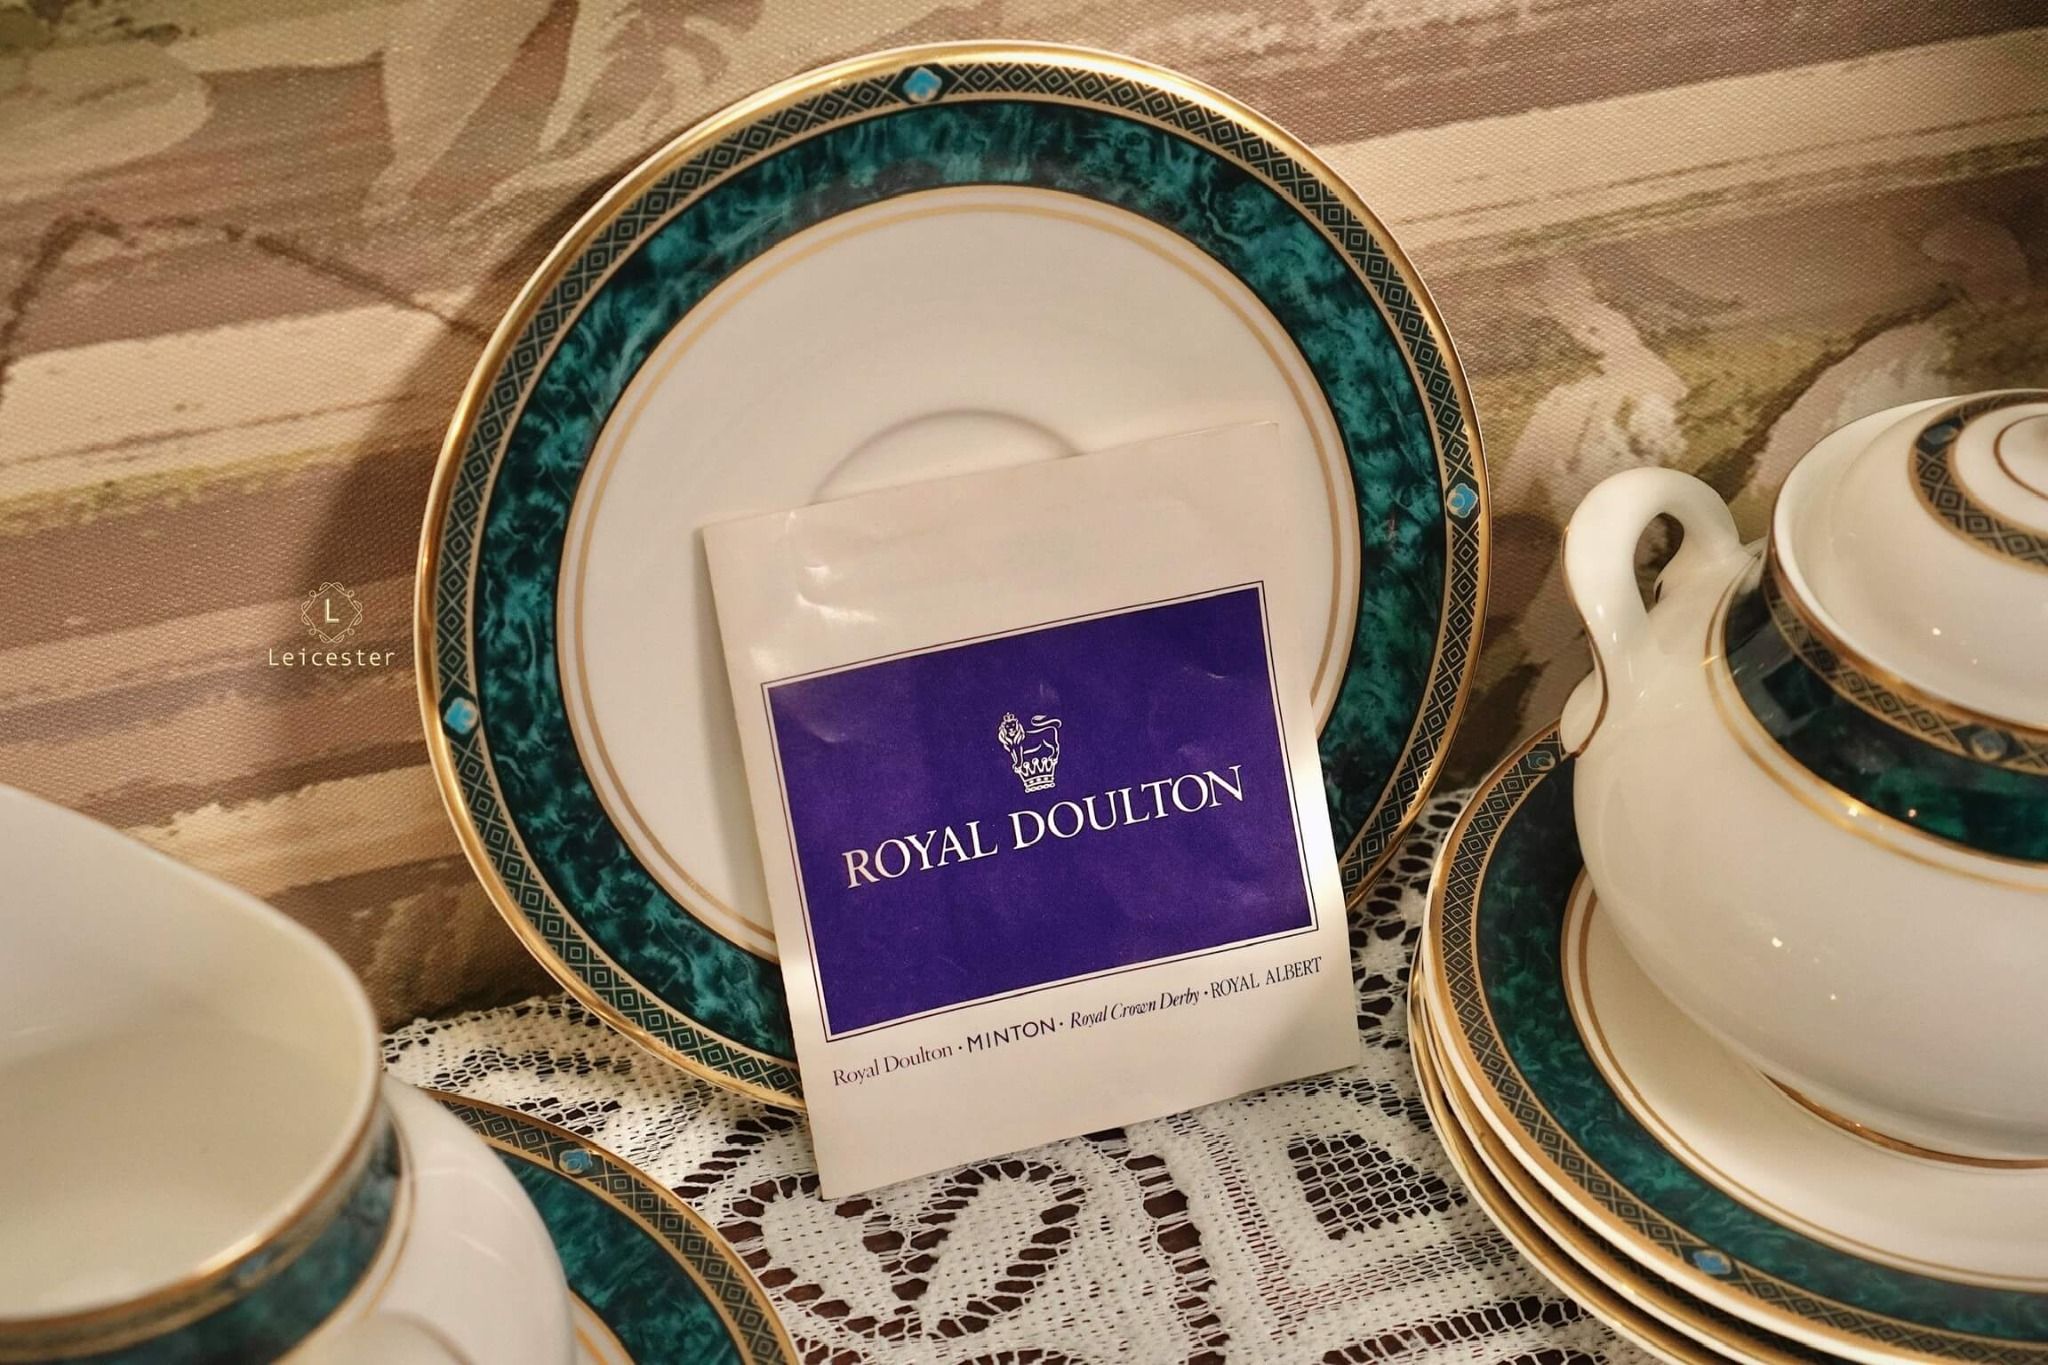 L
Leicester
ROYAL DOULTON
Royal Doulton · MINTON · Royal Crown Derby · ROYAL ALBERT